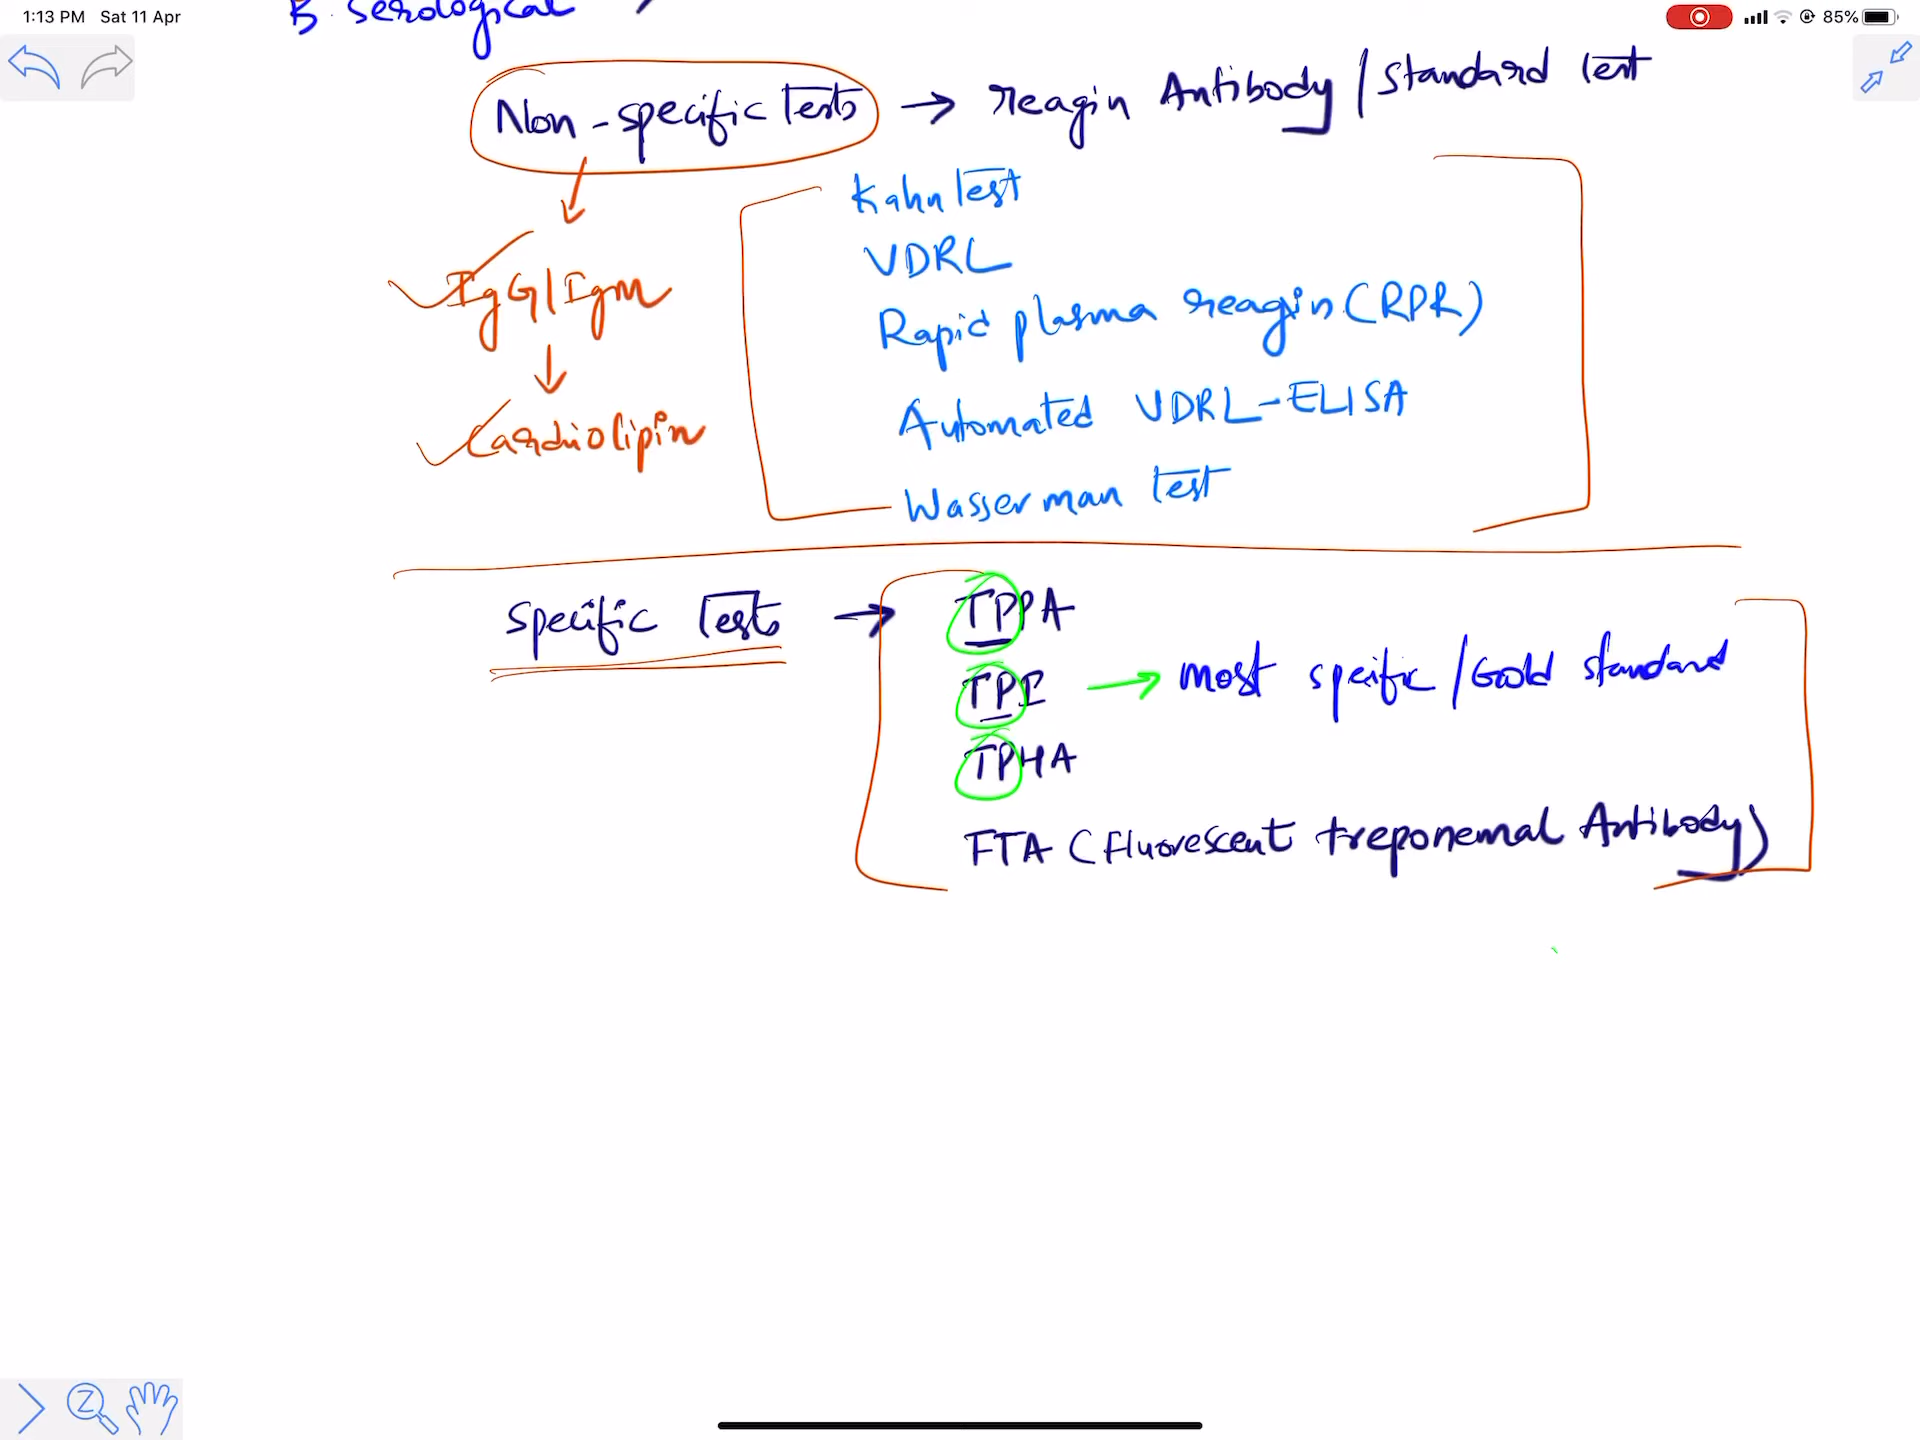 1:13 PM Sat 11 Apr 85%
B. Serological
Non-specific Tests → reagin Antibody / Standard Test
Kahn Test
VDRL
IgG/Igm
Rapid plasma reagin (RPR)
Automated VDRL-ELISA
Cardiolipin
Wasserman Test
Specific Tests → TPPA
TPI → most specific / Gold standard
TPHA
FTA (Fluorescent treponemal Antibody)